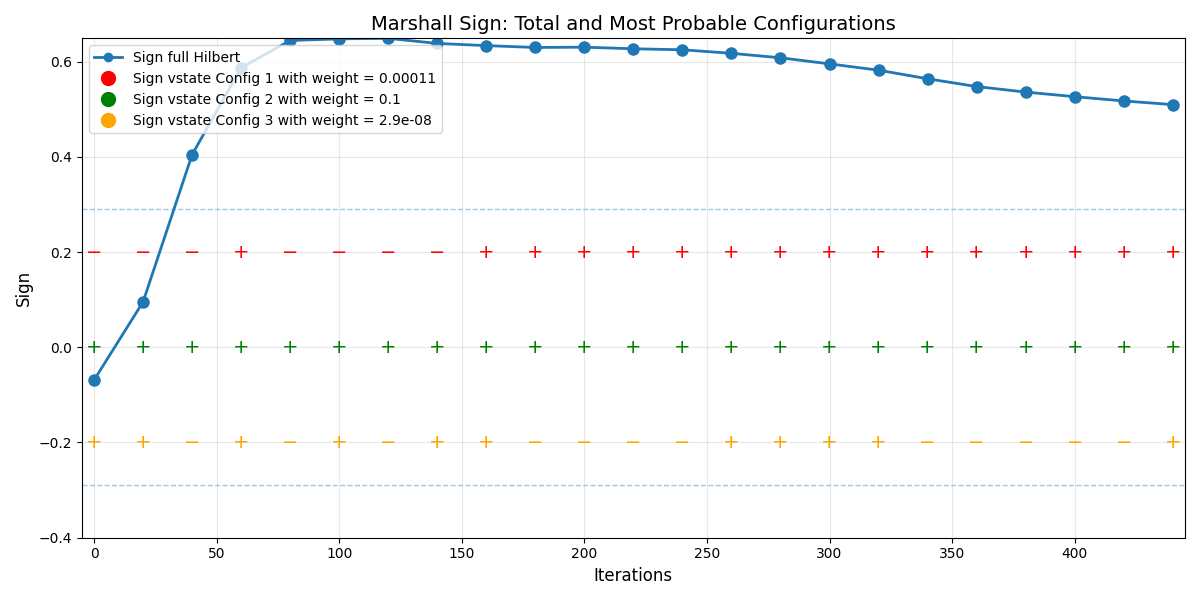 Marshall Sign: Total and Most Probable Configurations
Sign full Hilbert
Sign vstate Config 1 with weight = 0.00011
Sign vstate Config 2 with weight = 0.1
Sign vstate Config 3 with weight = 2.9e-08
0.6
0.4
0.2
0.0
−0.2
−0.4
Sign
0 50 100 150 200 250 300 350 400
Iterations